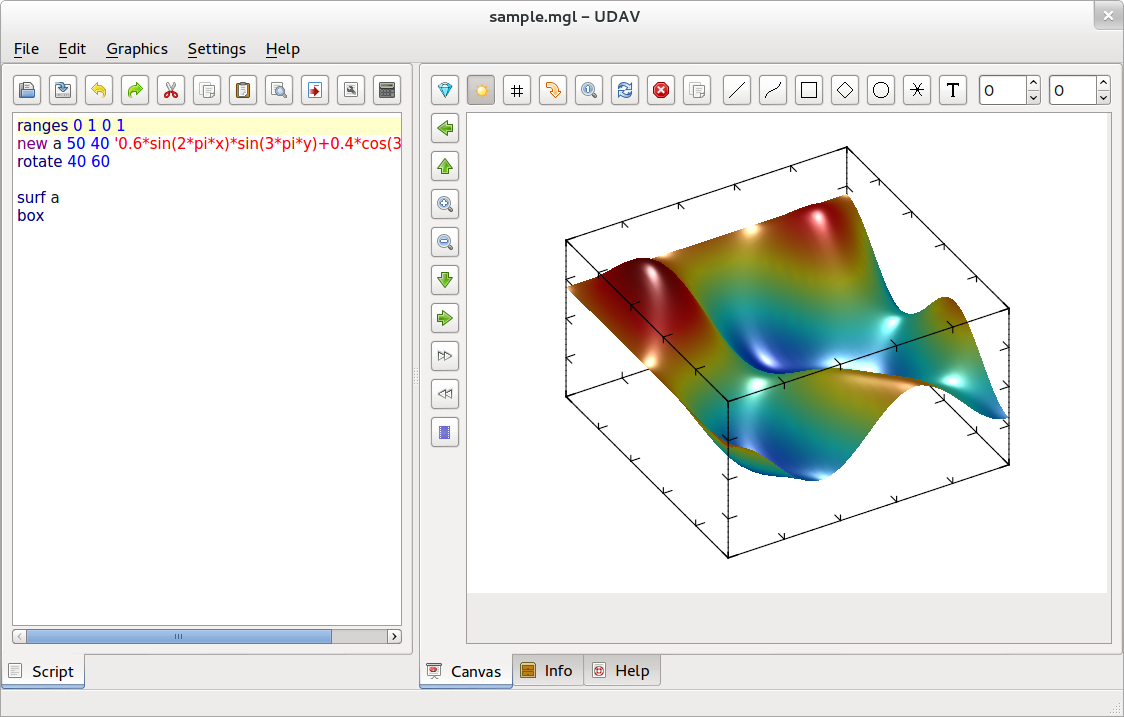 sample.mgl – UDAV
File Edit Graphics Settings Help
T 0 0
ranges 0 1 0 1
new a 50 40 '0.6*sin(2*pi*x)*sin(3*pi*y)+0.4*cos(3
rotate 40 60
surf a
box
Script
Canvas Info Help